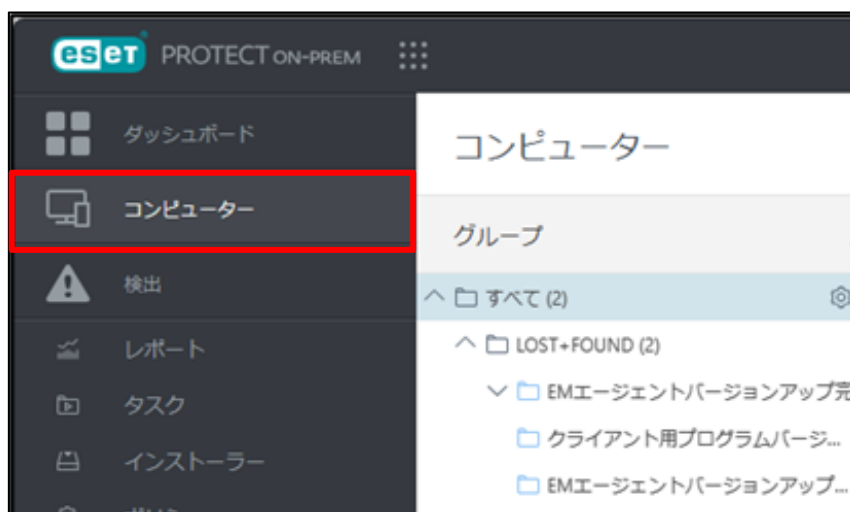 eset PROTECT ON-PREM
ダッシュボード
コンピューター
検出
レポート
タスク
インストーラー
コンピューター
グループ
すべて (2)
LOST+FOUND (2)
EMエージェントバージョンアップ完
クライアント用プログラムバージ...
EMエージェントバージョンアップ...